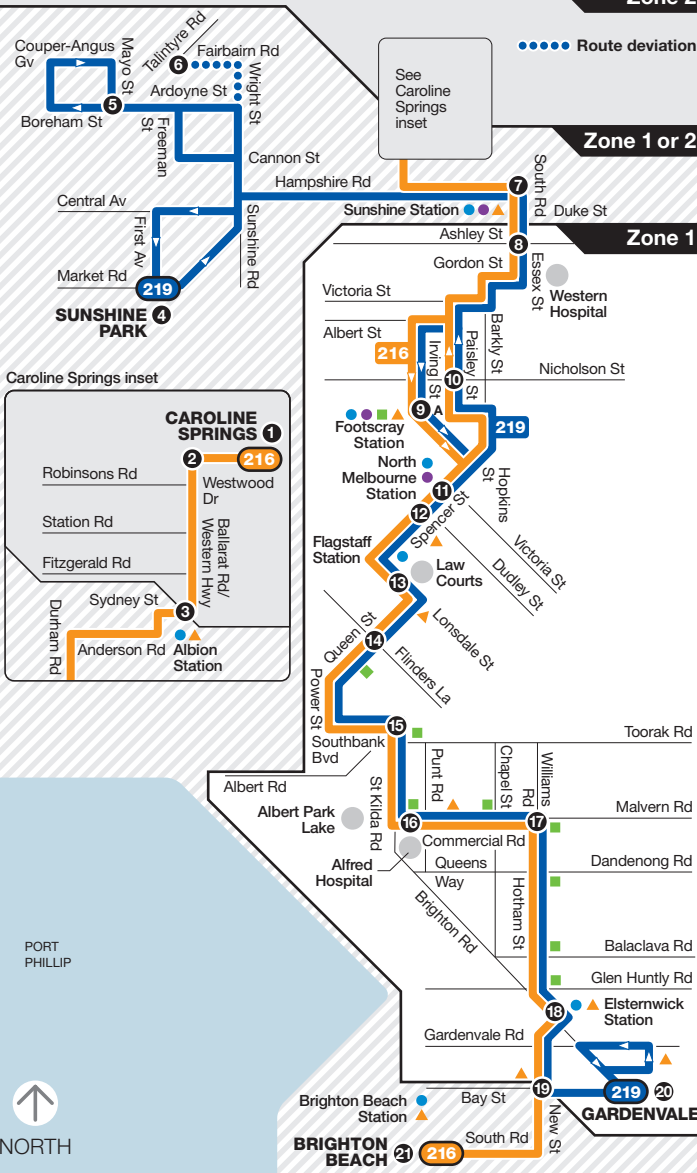 Zone 2
Route deviation
Zone 1 or 2
Zone 1
Couper-Angus
Gv
Mayo St
Talintyre Rd
6
Fairbairn Rd
Ardoyne St
Wright St
5
Boreham St
Freeman
St
Cannon St
Hampshire Rd
Central Av
First Av
Sunshine Rd
Market Rd
219
SUNSHINE
PARK 4
See
Caroline
Springs
inset
7
South Rd
Sunshine Station
Duke St
Ashley St
8
Gordon St
Essex St
Western
Hospital
Victoria St
Albert St
Barkly St
216
Irving St
Paisley St
Nicholson St
10
9 A
219
Footscray
Station
North
Melbourne
Station
Hopkins
St
11
12
Spencer St
Victoria St
Flagstaff
Station
Law
Courts
Dudley St
13
Lonsdale St
Queen St
14
Flinders La
Power St
15
Southbank
Bvd
Toorak Rd
Albert Rd
St Kilda Rd
Punt Rd
Chapel St
Williams
Rd
Albert Park
Lake
16
17
Malvern Rd
Commercial Rd
Alfred
Hospital
Queens
Way
Dandenong Rd
Brighton Rd
Hotham St
Balaclava Rd
Glen Huntly Rd
18
Elsternwick
Station
Gardenvale Rd
19
219 20
GARDENVALE
Brighton Beach
Station
Bay St
New St
South Rd
BRIGHTON
BEACH 21 216
Caroline Springs inset
CAROLINE
SPRINGS 1
2
216
Robinsons Rd
Westwood
Dr
Station Rd
Ballarat Rd/
Western Hwy
Fitzgerald Rd
Sydney St
3
Durham Rd
Anderson Rd
Albion
Station
PORT
PHILLIP
NORTH